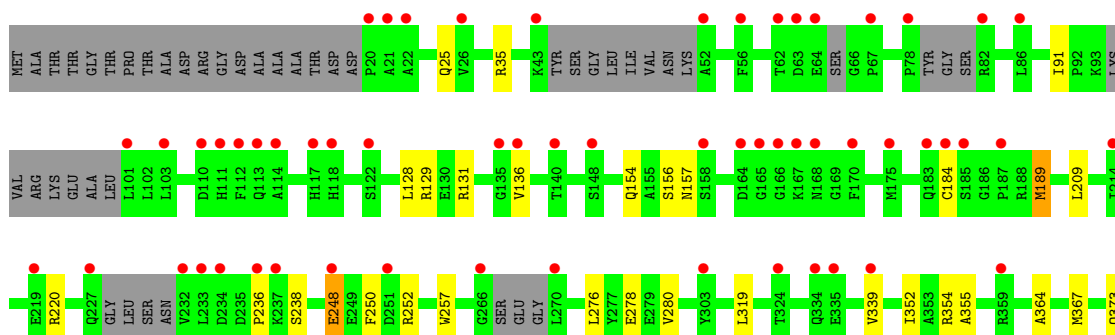 MET ALA THR THR GLY THR PRO THR ALA ASP ARG GLY ASP ALA ALA ALA THR ASP ASP P20 A21 A22 Q25 V26 R35 K43 TYR SER GLY LEU ILE VAL ASN LYS A52 F56 T62 D63 E64 SER G66 P67 P78 TYR GLY SER R82 L86 I91 P92 K93 LYS
VAL ARG LYS GLU ALA LEU L101 L102 L103 D110 H111 F112 Q113 A114 H117 H118 S122 L128 R129 E130 R131 G135 V136 T140 S148 Q154 A155 S156 N157 S158 D164 G165 G166 K167 N168 G169 F170 M175 Q183 C184 S185 G186 P187 R188 M189 L209
E219 R220 Q227 GLY LEU SER ASN V232 L233 D234 D235 P236 K237 S238 E248 E249 F250 D251 R252 W257 G266 SER GLU GLY L270 L276 Y277 E278 E279 V280 Y303 L319 T324 Q334 E335 V339 I352 A353 R354 A355 R359 A364 M367